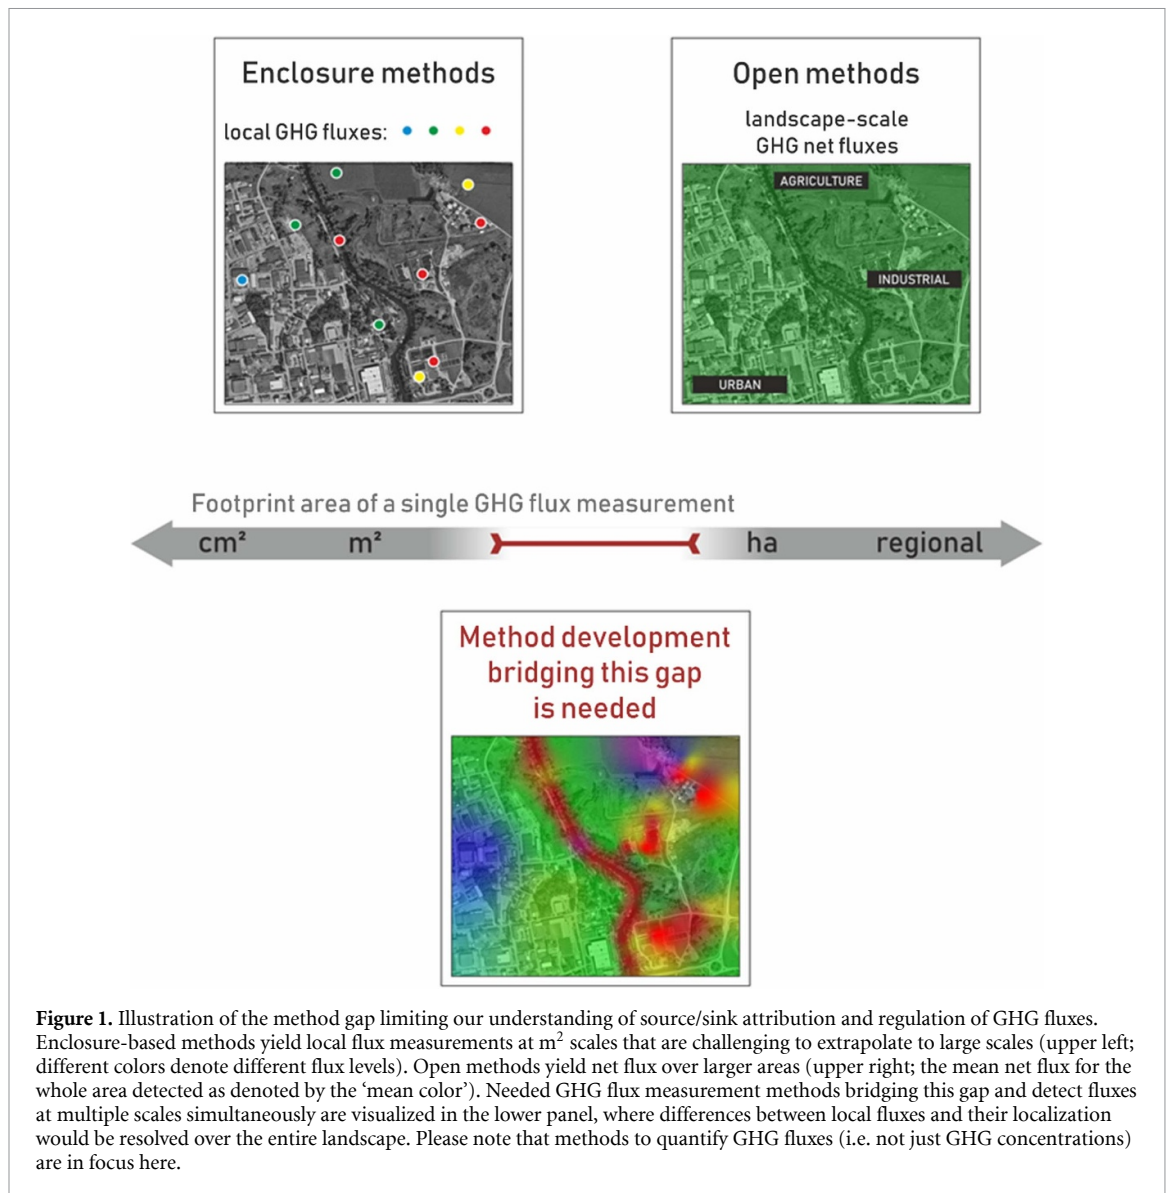 Enclosure methods
local GHG fluxes:
Open methods
landscape-scale
GHG net fluxes
AGRICULTURE
INDUSTRIAL
URBAN
Footprint area of a single GHG flux measurement
cm² m² ha regional
Method development
bridging this gap
is needed
Figure 1. Illustration of the method gap limiting our understanding of source/sink attribution and regulation of GHG fluxes.
Enclosure-based methods yield local flux measurements at m² scales that are challenging to extrapolate to large scales (upper left;
different colors denote different flux levels). Open methods yield net flux over larger areas (upper right; the mean net flux for the
whole area detected as denoted by the ‘mean color’). Needed GHG flux measurement methods bridging this gap and detect fluxes
at multiple scales simultaneously are visualized in the lower panel, where differences between local fluxes and their localization
would be resolved over the entire landscape. Please note that methods to quantify GHG fluxes (i.e. not just GHG concentrations)
are in focus here.